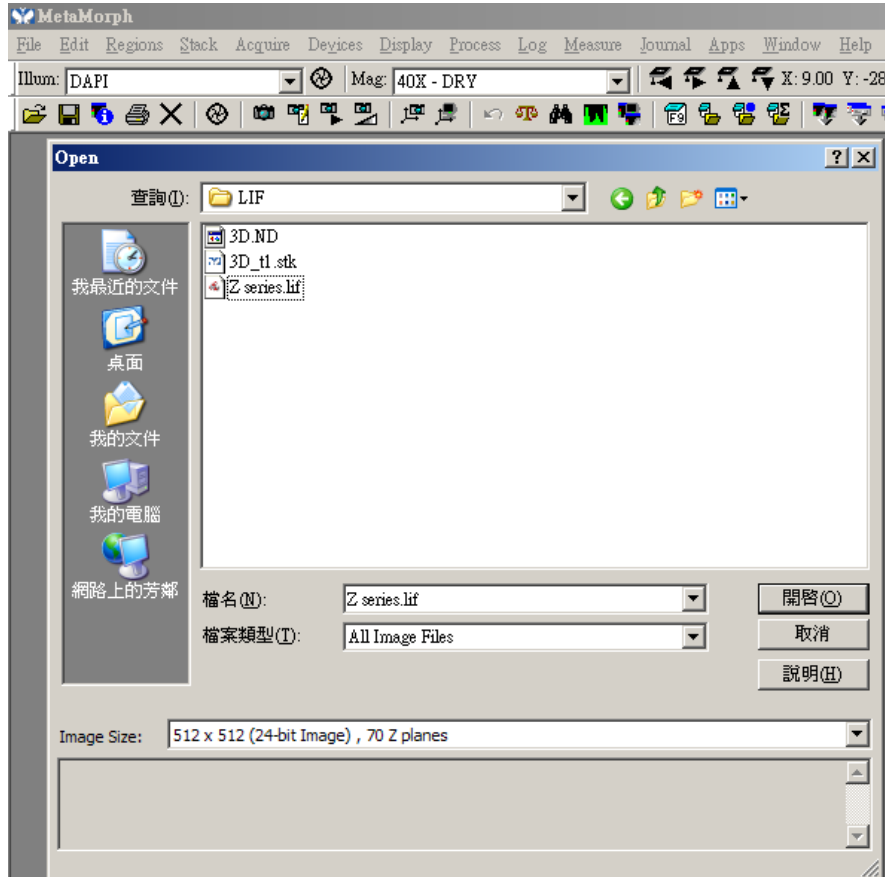 MetaMorph
File Edit Regions Stack Acquire Devices Display Process Log Measure Journal Apps Window Help
Illum: DAPI Mag: 40X - DRY X: 9.00 Y: -28
F9
Open
查詢(I): LIF
3D.ND
3D_t1.stk
Z series.lif
我最近的文件
桌面
我的文件
我的電腦
網路上的芳鄰
檔名(N): Z series.lif 開啓(O)
檔案類型(T): All Image Files 取消
說明(H)
Image Size: 512 x 512 (24-bit Image) , 70 Z planes